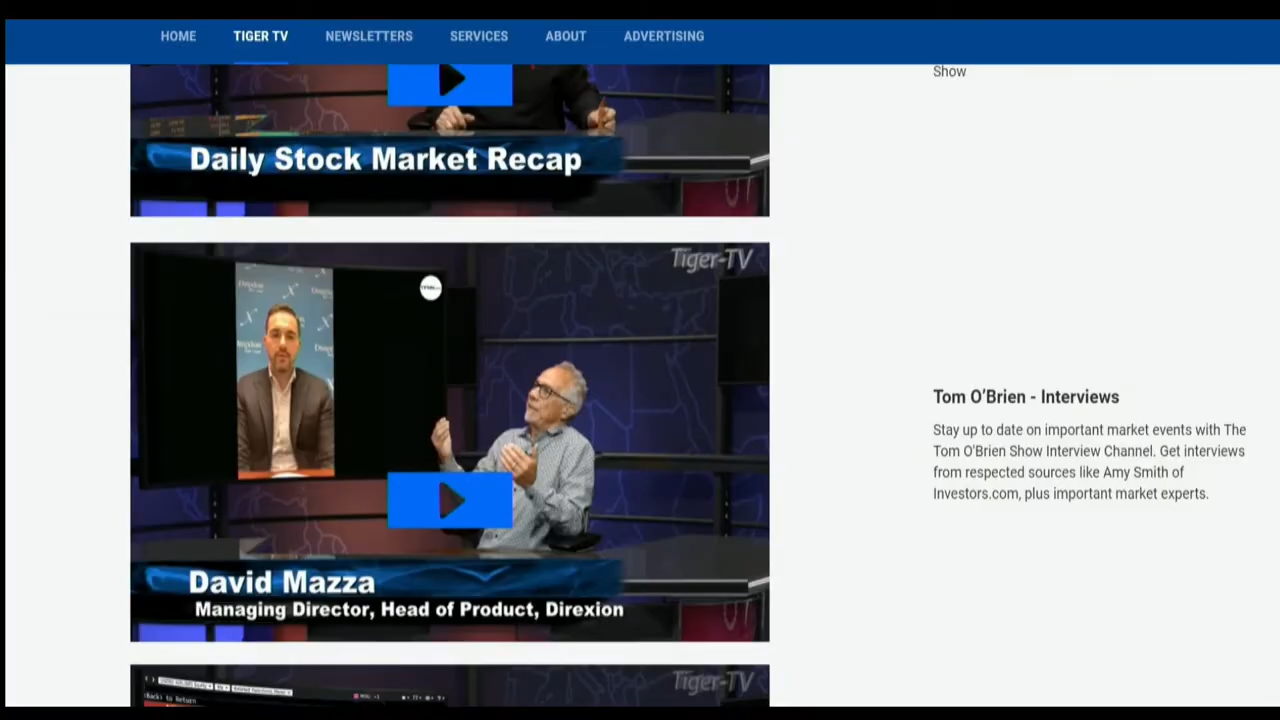 HOME TIGER TV NEWSLETTERS SERVICES ABOUT ADVERTISING
Show
Daily Stock Market Recap
Tiger-TV
David Mazza
Managing Director, Head of Product, Direxion
Tom O'Brien - Interviews
Stay up to date on important market events with The
Tom O'Brien Show Interview Channel. Get interviews
from respected sources like Amy Smith of
Investors.com, plus important market experts.
Tiger-TV
(Back) to Return